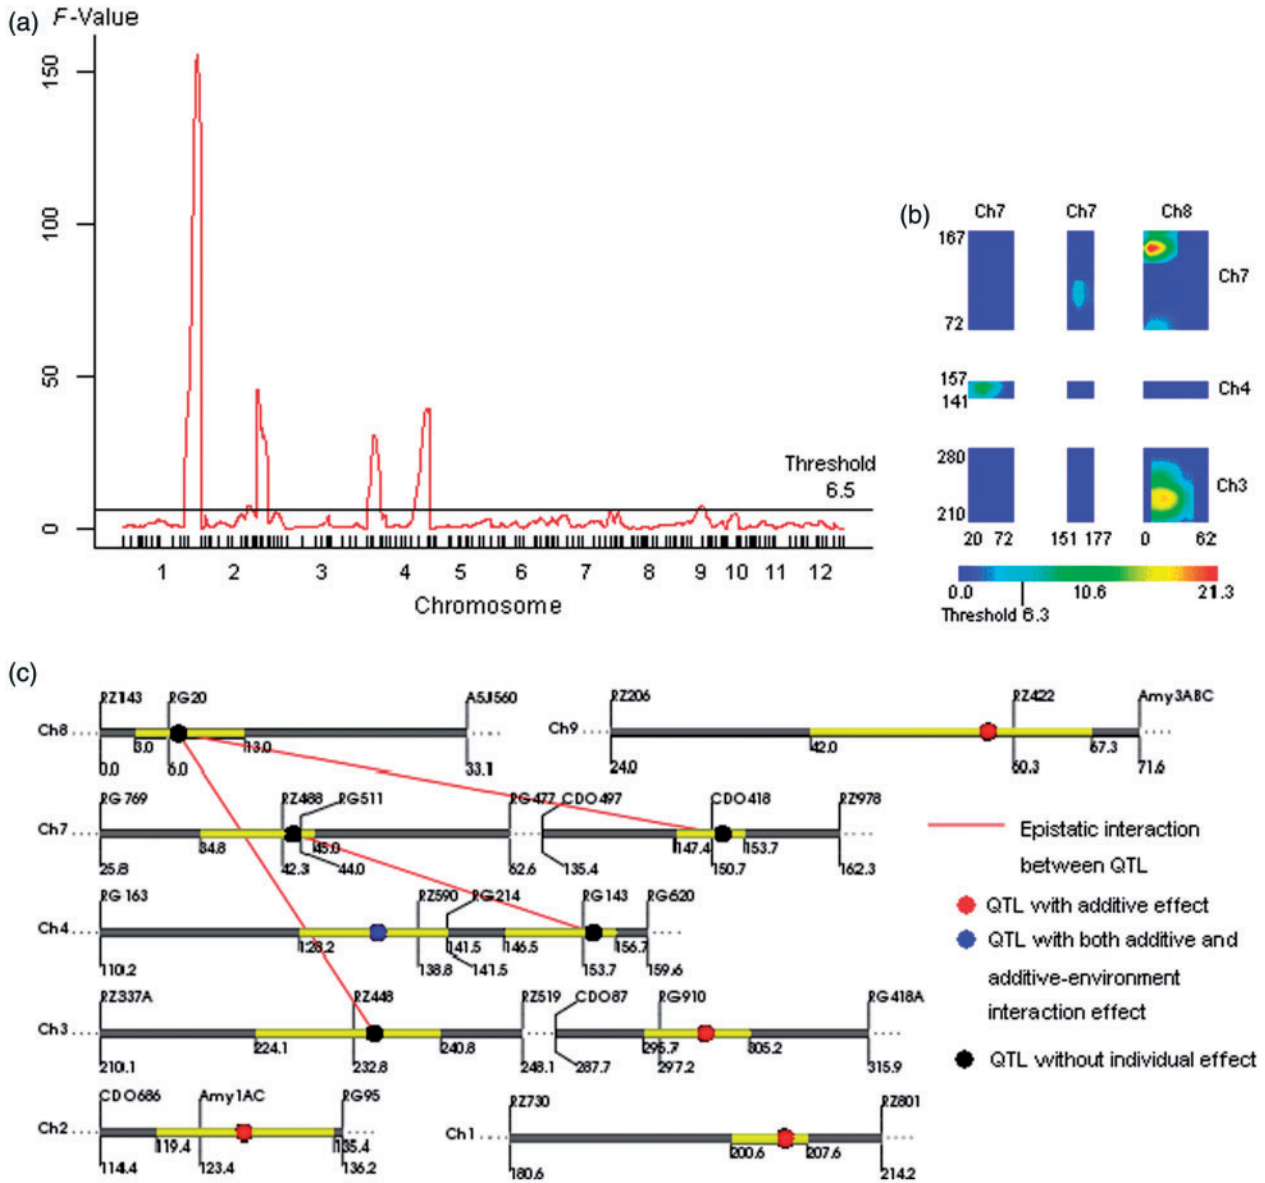 (a) F-Value
150
100
50
0
Threshold
6.5
1 2 3 4 5 6 7 8 9 10 11 12
Chromosome
(b) Ch7 Ch7 Ch8
167
72
Ch7
157
141
Ch4
280
210
Ch3
20 72 151 177 0 62
0.0 10.6 21.3
Threshold 6.3
(c)
RZ143 RG20 A5J560
Ch8
3.0 13.0
0.0 6.0 33.1
RZ206 RZ422 Amy3ABC
Ch9
42.0 67.3
24.0 60.3 71.6
RG769 RZ488 RG511 RG477 CDO497 CDO418 RZ978
Ch7
34.8 45.0 147.4 153.7
25.8 42.3 44.0 62.6 135.4 150.7 162.3
RG163 RZ590 RG214 RG143 RG620
Ch4
128.2 141.5 146.5 156.7
110.2 138.8 141.5 153.7 159.6
RZ337A RZ448 RZ519 CDO87 RG910 RG418A
Ch3
224.1 240.8 295.7 305.2
210.1 232.8 248.1 287.7 297.2 315.9
CDO686 Amy1AC RG95
Ch2
119.4 135.4
114.4 123.4 136.2
RZ730 RZ801
Ch1
200.6 207.6
180.6 214.2
Epistatic interaction
between QTL
QTL with additive effect
QTL with both additive and
additive-environment
interaction effect
QTL without individual effect